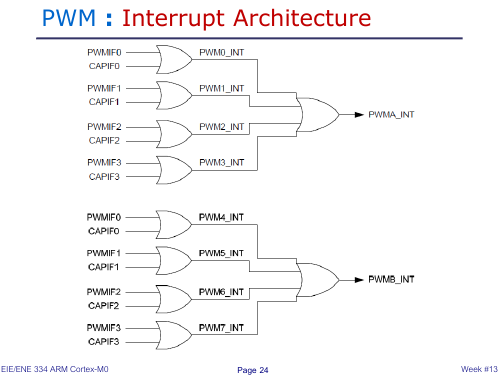 PWM : Interrupt Architecture
PWMIF0
CAPIF0
PWM0_INT
PWMIF1
CAPIF1
PWM1_INT
PWMA_INT
PWMIF2
CAPIF2
PWM2_INT
PWMIF3
CAPIF3
PWM3_INT
PWMIF0
CAPIF0
PWM4_INT
PWMIF1
CAPIF1
PWM5_INT
PWMB_INT
PWMIF2
CAPIF2
PWM6_INT
PWMIF3
CAPIF3
PWM7_INT
EIE/ENE 334 ARM Cortex-M0
Page 24
Week #13